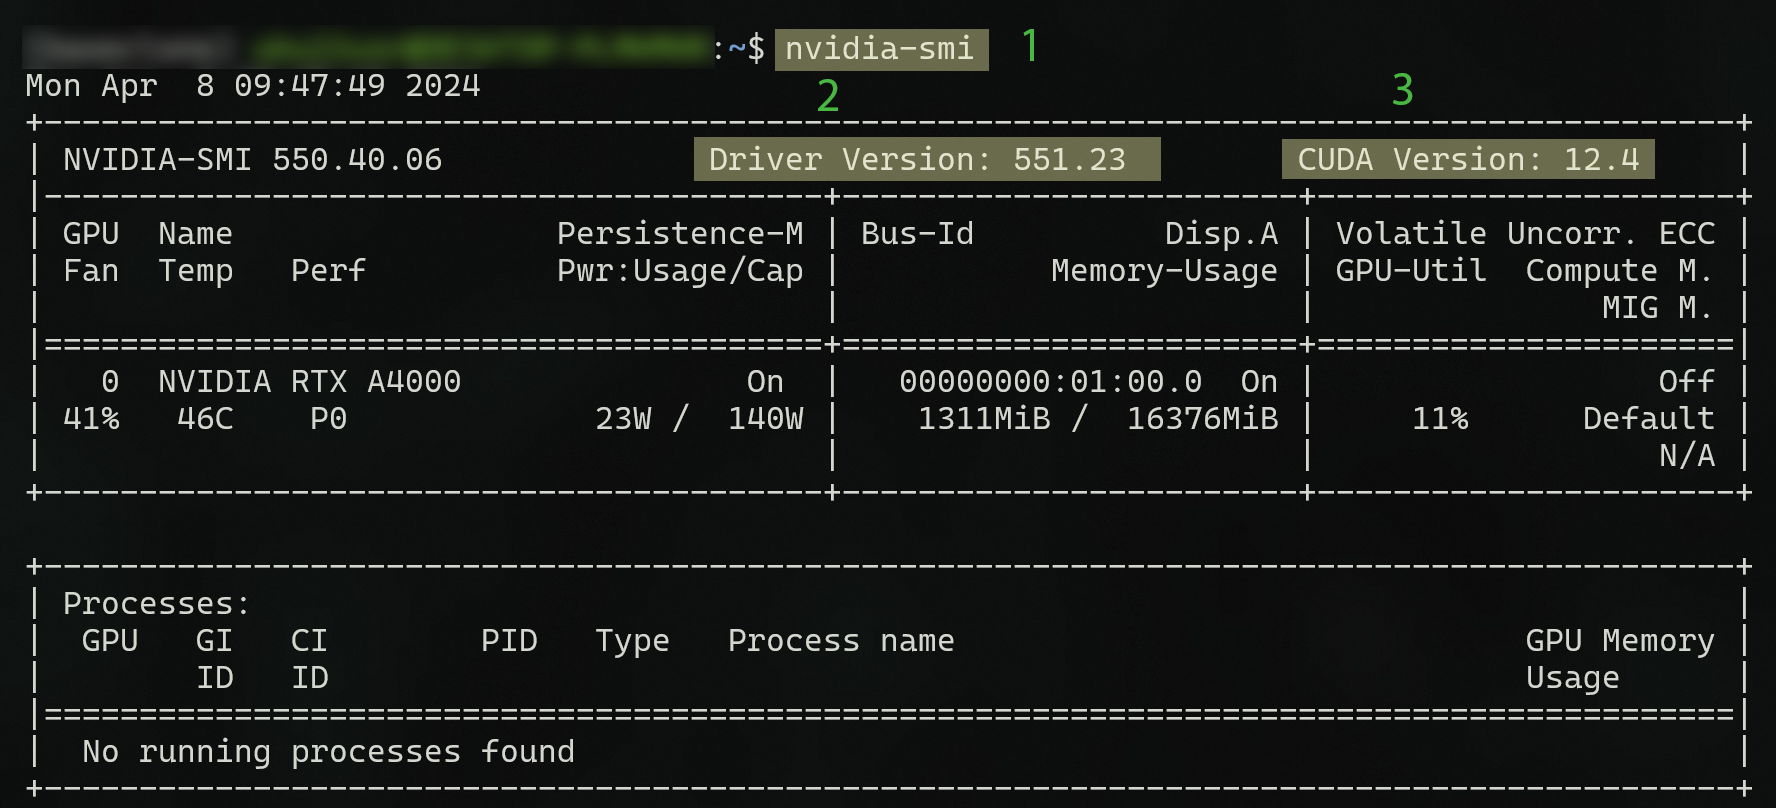 :~$ nvidia-smi 1
Mon Apr  8 09:47:49 2024
2 3
+-----------------------------------------------------------------------------------------+
| NVIDIA-SMI 550.40.06              Driver Version: 551.23         CUDA Version: 12.4     |
|-----------------------------------------+------------------------+----------------------+
| GPU  Name                 Persistence-M | Bus-Id          Disp.A | Volatile Uncorr. ECC |
| Fan  Temp   Perf          Pwr:Usage/Cap |           Memory-Usage | GPU-Util  Compute M. |
|                                         |                        |               MIG M. |
|=========================================+========================+======================|
|   0  NVIDIA RTX A4000               On  |   00000000:01:00.0  On |                  Off |
| 41%   46C    P0             23W /  140W |    1311MiB /  16376MiB |     11%      Default |
|                                         |                        |                  N/A |
+-----------------------------------------+------------------------+----------------------+
+-----------------------------------------------------------------------------------------+
| Processes:                                                                              |
|  GPU   GI   CI        PID   Type   Process name                              GPU Memory |
|        ID   ID                                                               Usage      |
|=========================================================================================|
|  No running processes found                                                             |
+-----------------------------------------------------------------------------------------+